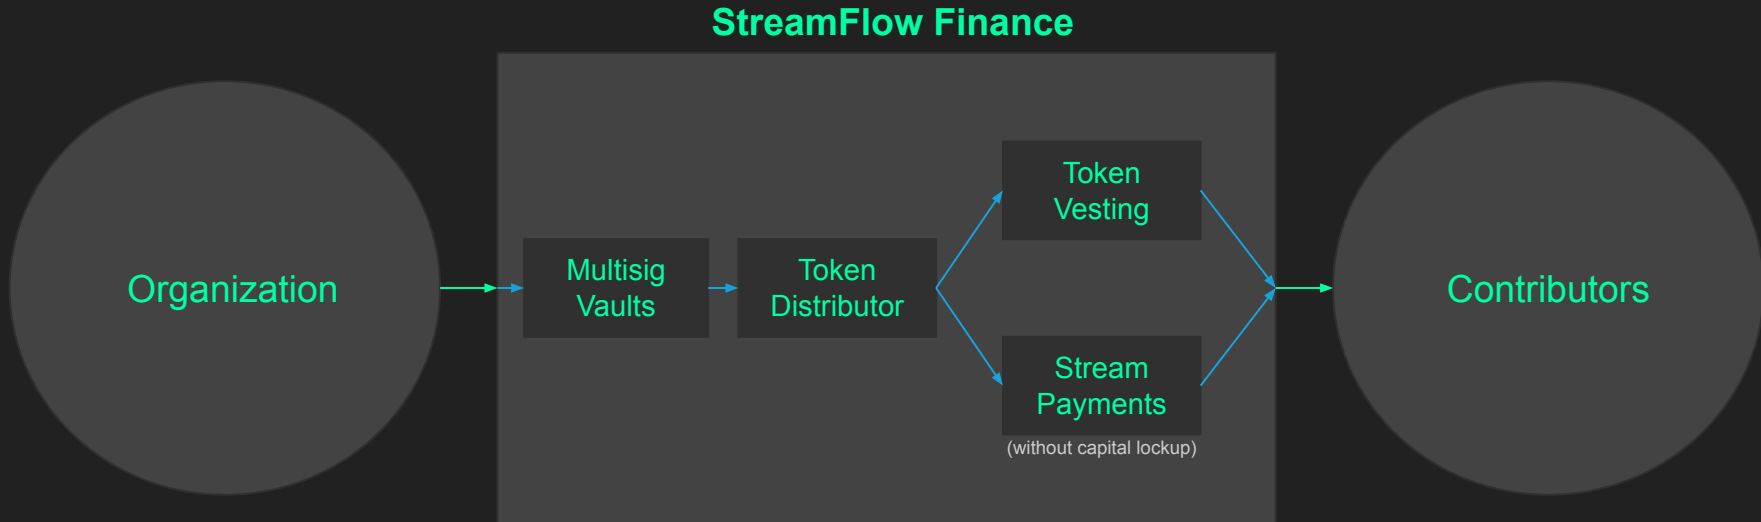 StreamFlow Finance
Organization
Multisig
Vaults
Token
Distributor
Token
Vesting
Stream
Payments
(without capital lockup)
Contributors